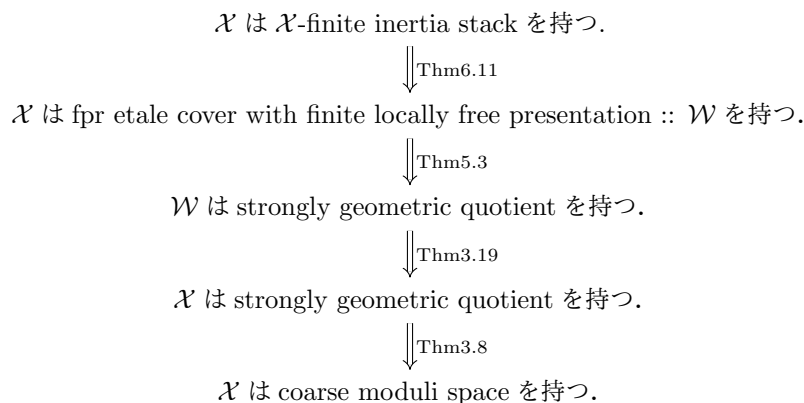 𝒳 は 𝒳-finite inertia stack を持つ.
Thm6.11
𝒳 は fpr etale cover with finite locally free presentation :: 𝒲 を持つ.
Thm5.3
𝒲 は strongly geometric quotient を持つ.
Thm3.19
𝒳 は strongly geometric quotient を持つ.
Thm3.8
𝒳 は coarse moduli space を持つ.